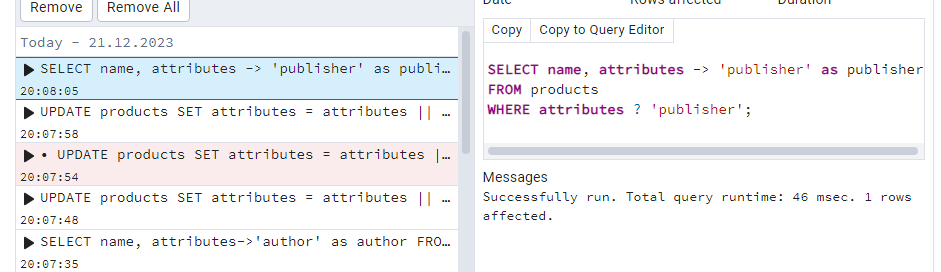 Remove Remove All
Today - 21.12.2023
SELECT name, attributes -> 'publisher' as publi…
20:08:05
UPDATE products SET attributes = attributes || …
20:07:58
• UPDATE products SET attributes = attributes |…
20:07:54
UPDATE products SET attributes = attributes || …
20:07:48
SELECT name, attributes->'author' as author FRO…
20:07:35
Date Rows affected Duration
Copy Copy to Query Editor
SELECT name, attributes -> 'publisher' as publisher
FROM products
WHERE attributes ? 'publisher';
Messages
Successfully run. Total query runtime: 46 msec. 1 rows
affected.